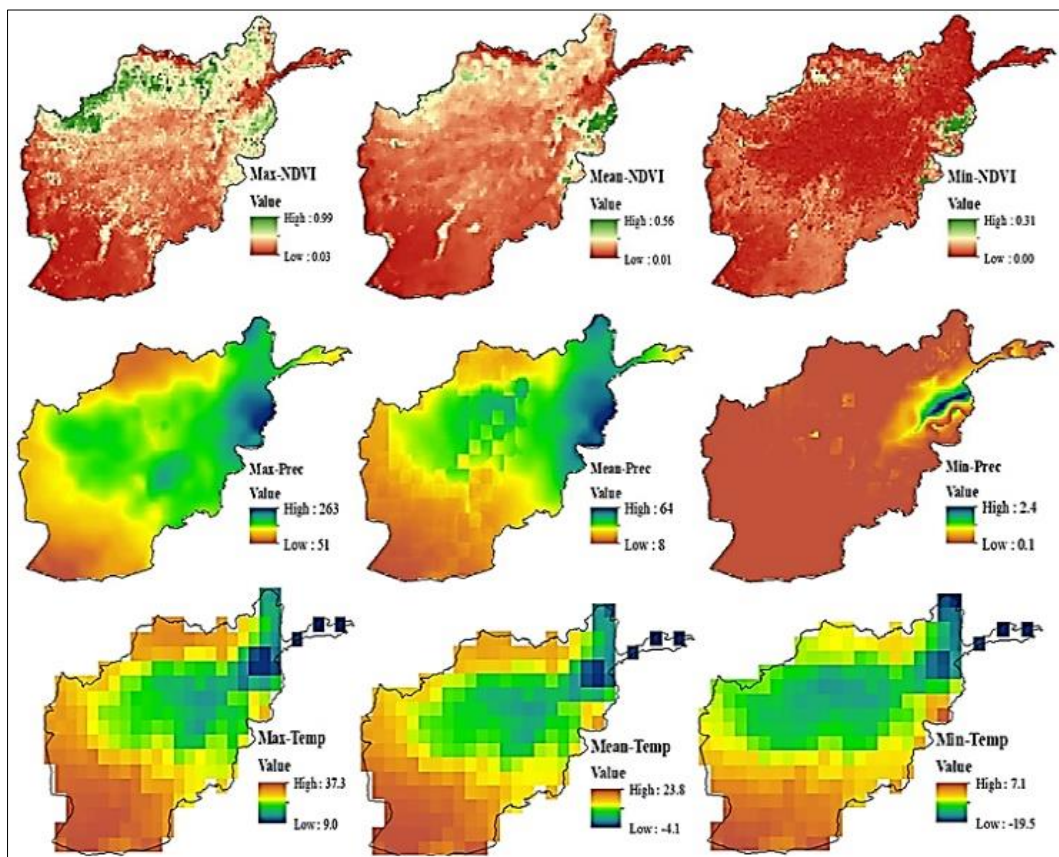 Max-NDVI
Value
High : 0.99
Low : 0.03
Mean-NDVI
Value
High : 0.56
Low : 0.01
Min-NDVI
Value
High : 0.31
Low : 0.00
Max-Prec
Value
High : 263
Low : 51
Mean-Prec
Value
High : 64
Low : 8
Min-Prec
Value
High : 2.4
Low : 0.1
Max-Temp
Value
High : 37.3
Low : 9.0
Mean-Temp
Value
High : 23.8
Low : -4.1
Min-Temp
Value
High : 7.1
Low : -19.5